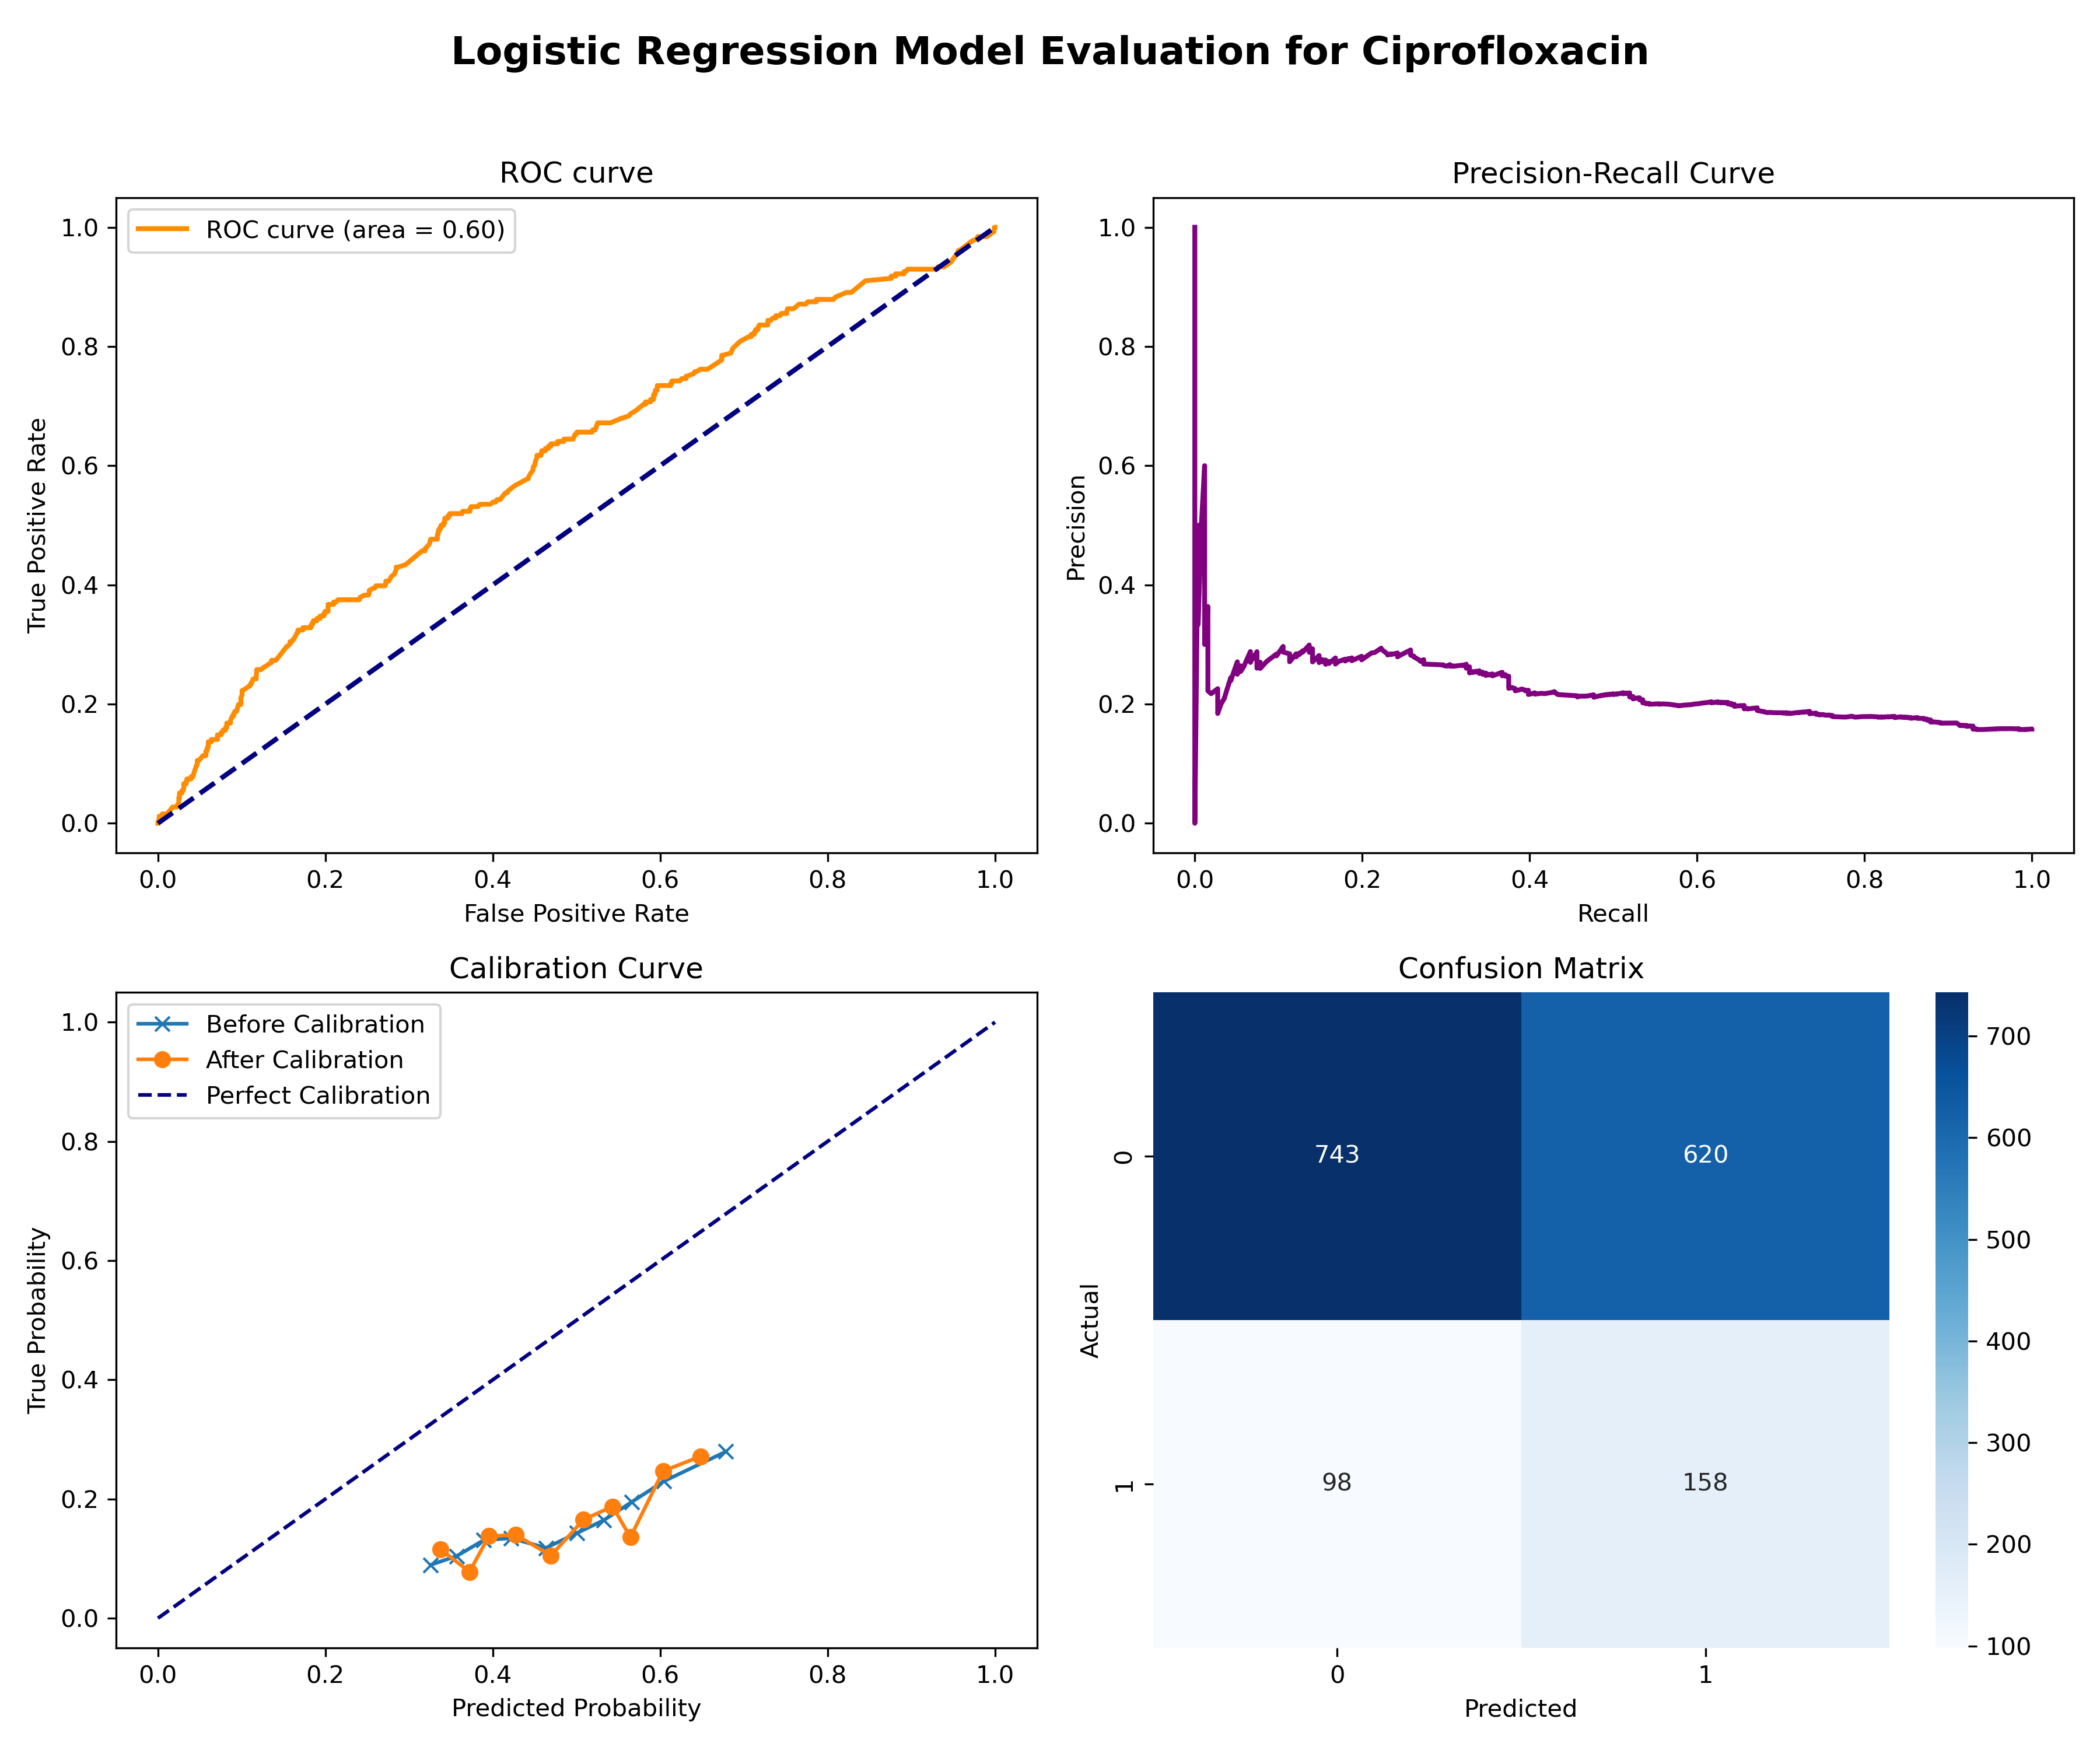 Logistic Regression Model Evaluation for Ciprofloxacin
ROC curve
ROC curve (area = 0.60)
True Positive Rate
1.0
0.8
0.6
0.4
0.2
0.0
0.0 0.2 0.4 0.6 0.8 1.0
False Positive Rate
Precision-Recall Curve
Precision
1.0
0.8
0.6
0.4
0.2
0.0
0.0 0.2 0.4 0.6 0.8 1.0
Recall
Calibration Curve
Before Calibration
After Calibration
Perfect Calibration
True Probability
1.0
0.8
0.6
0.4
0.2
0.0
0.0 0.2 0.4 0.6 0.8 1.0
Predicted Probability
Confusion Matrix
Actual
0
743 620
1
98 158
0 1
Predicted
700
600
500
400
300
200
100